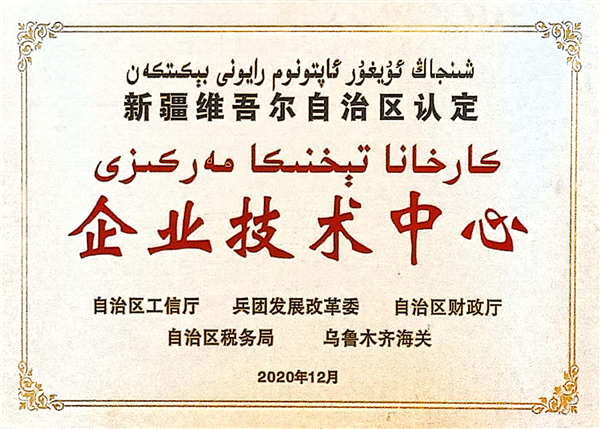 شىنجاڭ ئۇيغۇر ئاپتونوم رايونى بېكىتكەن
新疆维吾尔自治区认定
كارخانا تېخنىكا مەركىزى
企业技术中心
自治区工信厅 兵团发展改革委 自治区财政厅
自治区税务局 乌鲁木齐海关
2020年12月